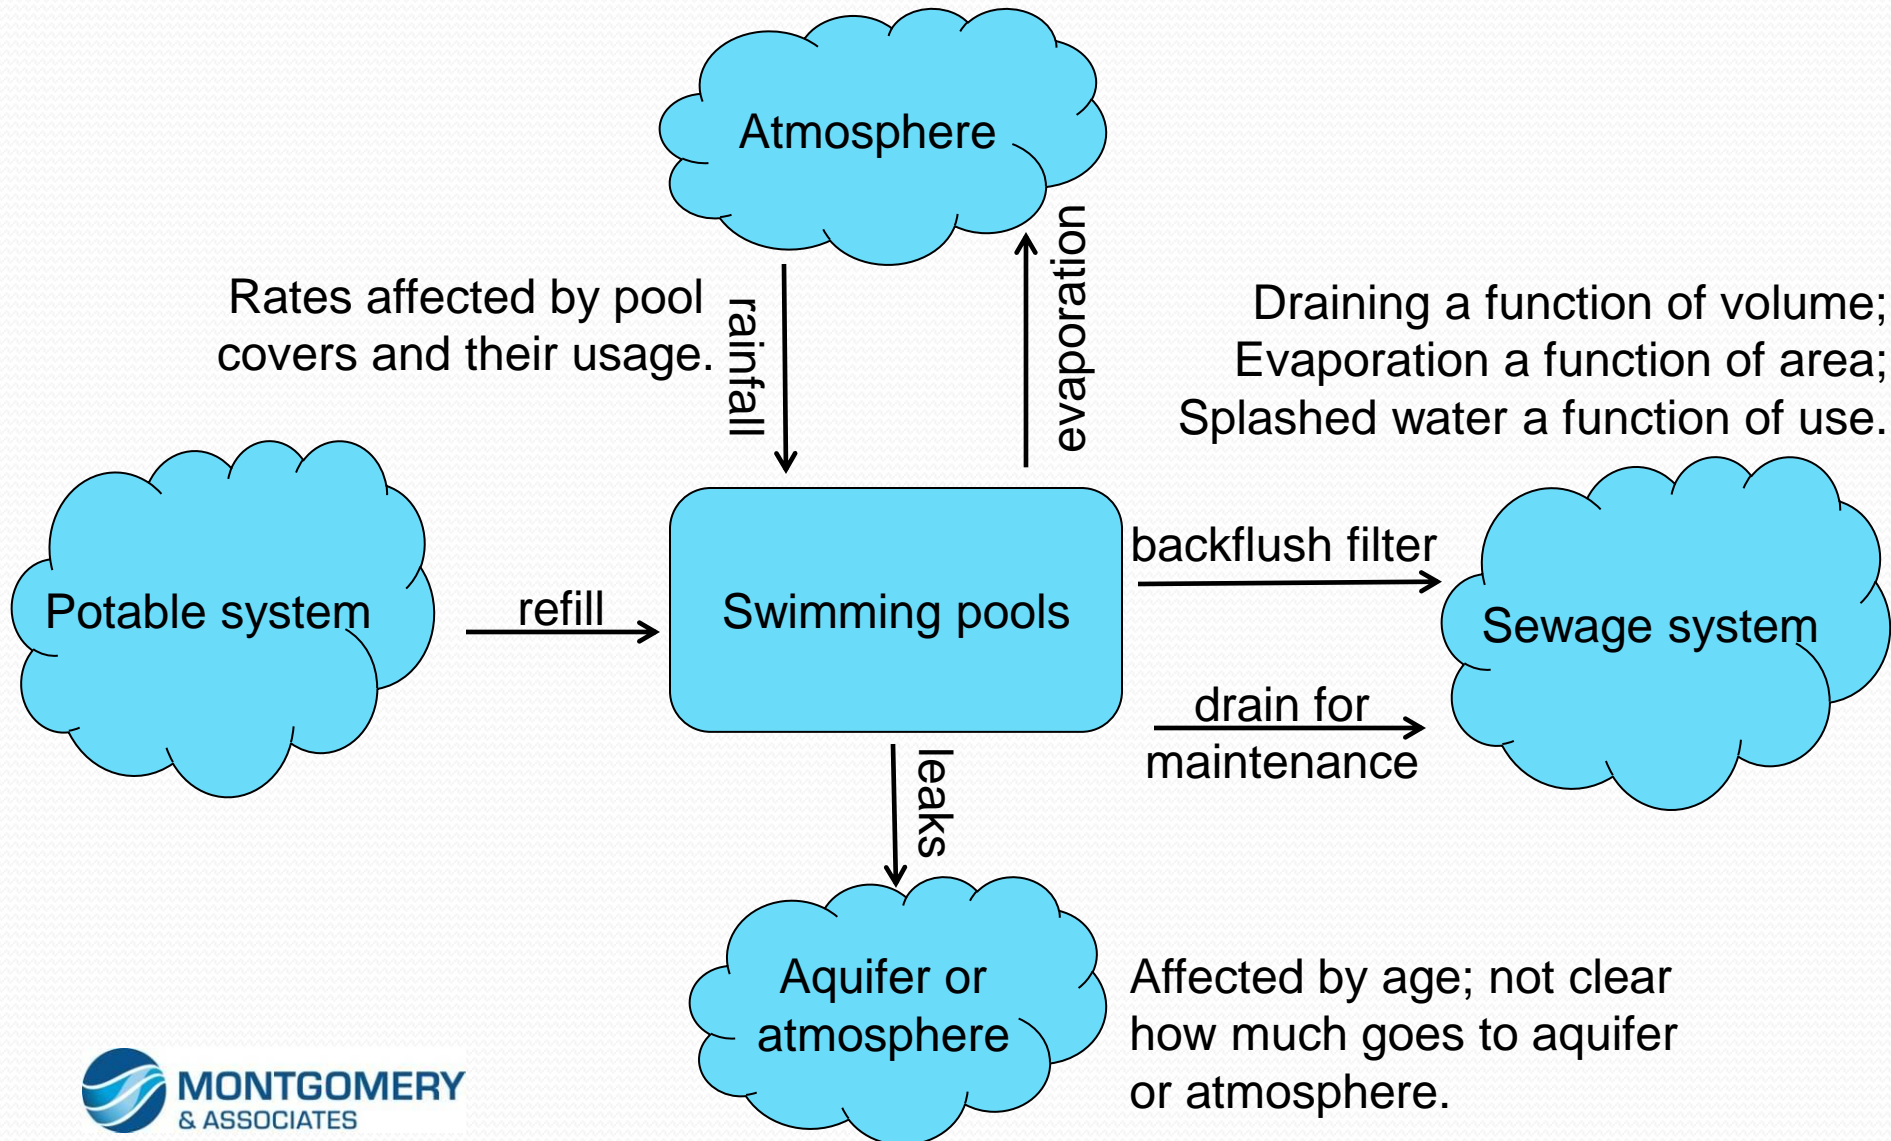 Atmosphere
Rates affected by pool
covers and their usage.
rainfall
evaporation
Draining a function of volume;
Evaporation a function of area;
Splashed water a function of use.
Potable system
refill
Swimming pools
backflush filter
Sewage system
drain for
maintenance
leaks
Aquifer or
atmosphere
Affected by age; not clear
how much goes to aquifer
or atmosphere.
MONTGOMERY
& ASSOCIATES